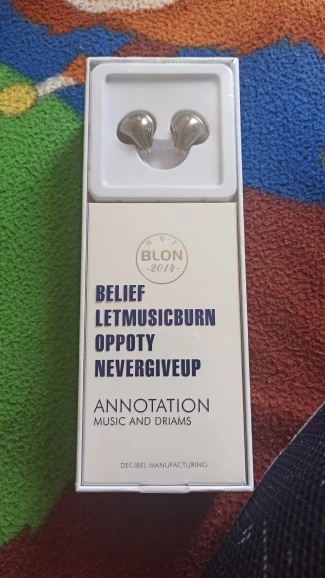 H·G·Z
BLON
-2014-
BELIEF
LETMUSICBURN
OPPOTY
NEVERGIVEUP
ANNOTATION
MUSIC AND DRIAMS
DECIBEL MANUFACTURING